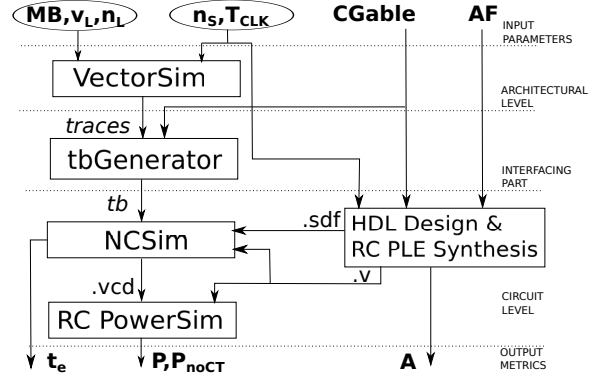 MB,vL,nL
nS,TCLK
CGable
AF
INPUT
PARAMETERS
VectorSim
ARCHITECTURAL
LEVEL
traces
tbGenerator
INTERFACING
PART
tb
NCSim
.sdf
HDL Design &
RC PLE Synthesis
.vcd
.v
RC PowerSim
CIRCUIT
LEVEL
te
P,PnoCT
A
OUTPUT
METRICS